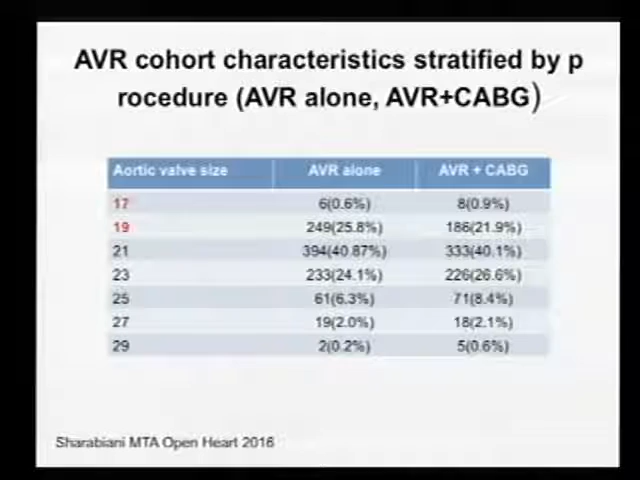 AVR cohort characteristics stratified by p
rocedure (AVR alone, AVR+CABG)
Aortic valve size AVR alone AVR + CABG
17 6(0.6%) 8(0.9%)
19 249(25.8%) 186(21.9%)
21 394(40.87%) 333(40.1%)
23 233(24.1%) 226(26.6%)
25 61(6.3%) 71(8.4%)
27 19(2.0%) 18(2.1%)
29 2(0.2%) 5(0.6%)
Sharabiani MTA Open Heart 2016